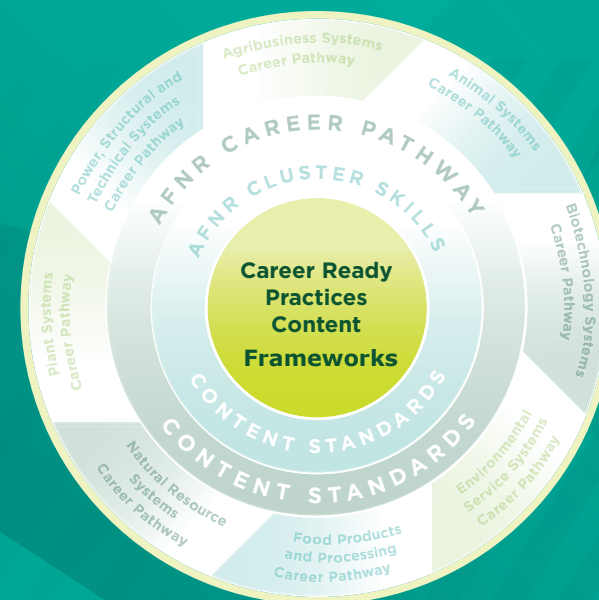 Agribusiness Systems
Career Pathway
Animal Systems
Career Pathway
Biotechnology Systems
Career Pathway
Environmental
Service Systems
Career Pathway
Food Products
and Processing
Career Pathway
Natural Resource
Systems
Career Pathway
Plant Systems
Career Pathway
Power, Structural and
Technical Systems
Career Pathway
AFNR CAREER PATHWAY
CONTENT STANDARDS
AFNR CLUSTER SKILLS
CONTENT STANDARDS
Career Ready
Practices
Content
Frameworks